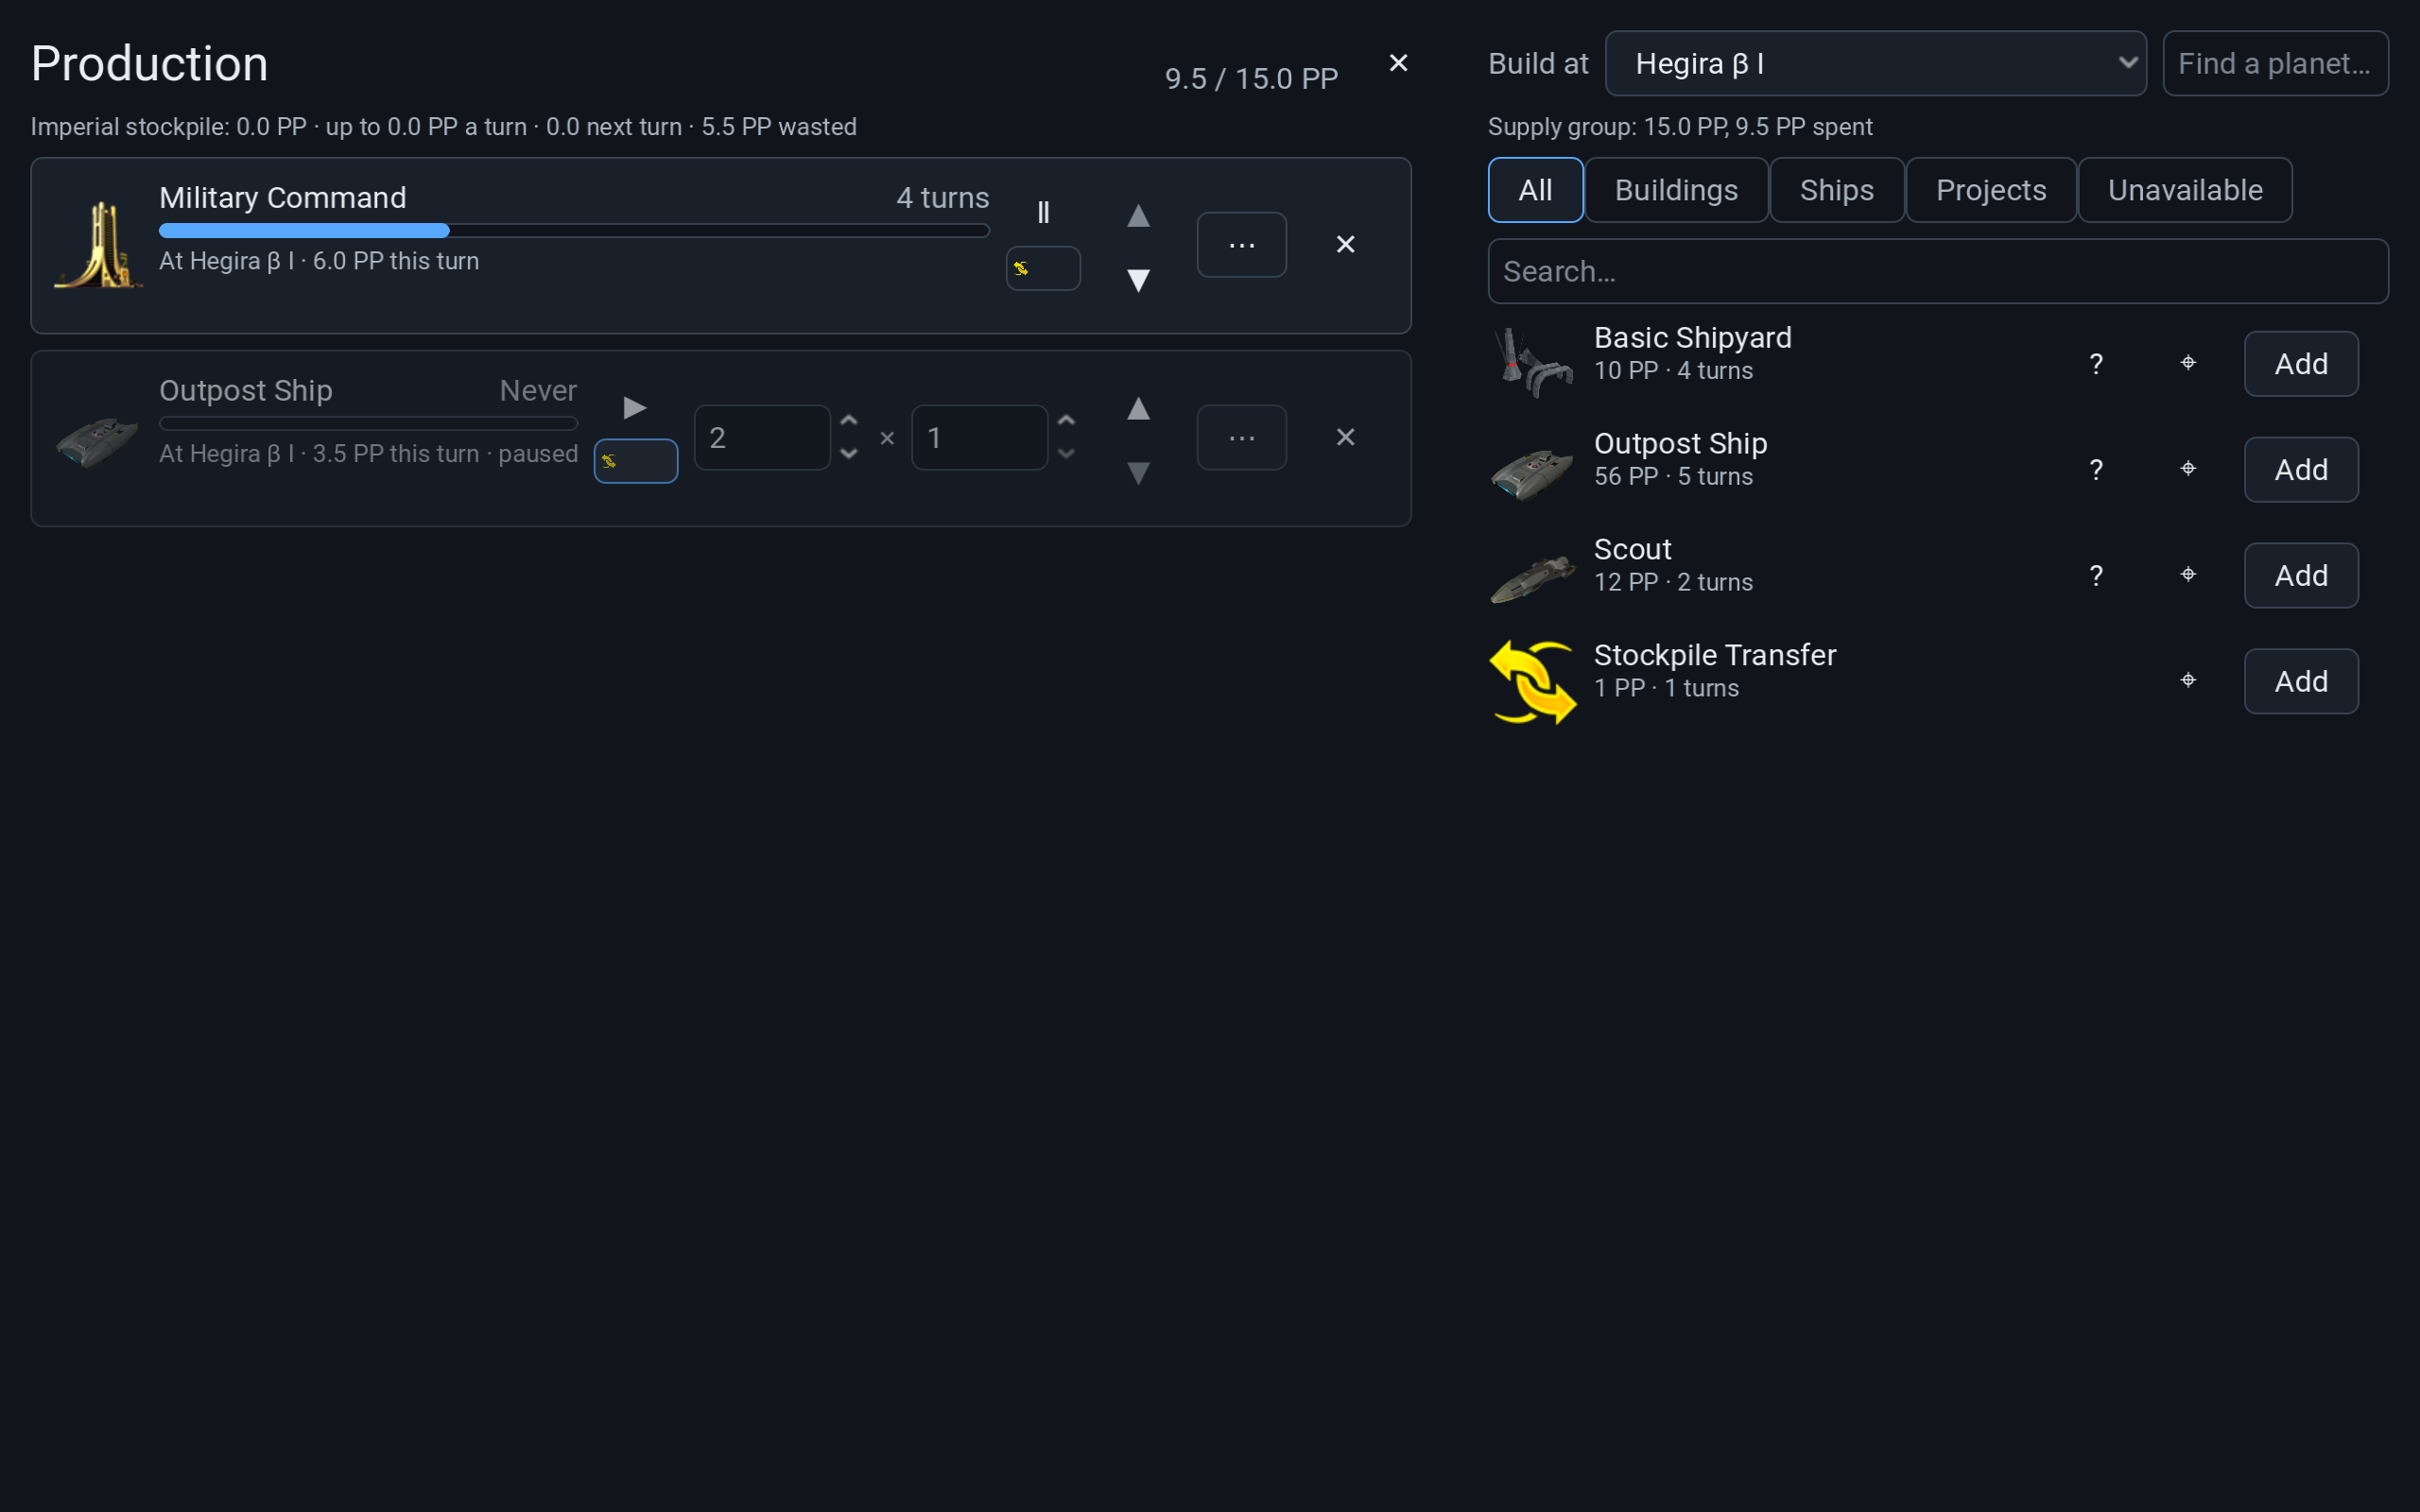 Production
9.5 / 15.0 PP
×
Imperial stockpile: 0.0 PP · up to 0.0 PP a turn · 0.0 next turn · 5.5 PP wasted
Military Command
4 turns
At Hegira β I · 6.0 PP this turn
...
×
Outpost Ship
Never
At Hegira β I · 3.5 PP this turn · paused
2
×
1
...
×
Build at
Hegira β I
Find a planet...
Supply group: 15.0 PP, 9.5 PP spent
All
Buildings
Ships
Projects
Unavailable
Search...
Basic Shipyard
10 PP · 4 turns
?
Add
Outpost Ship
56 PP · 5 turns
?
Add
Scout
12 PP · 2 turns
?
Add
Stockpile Transfer
1 PP · 1 turns
Add